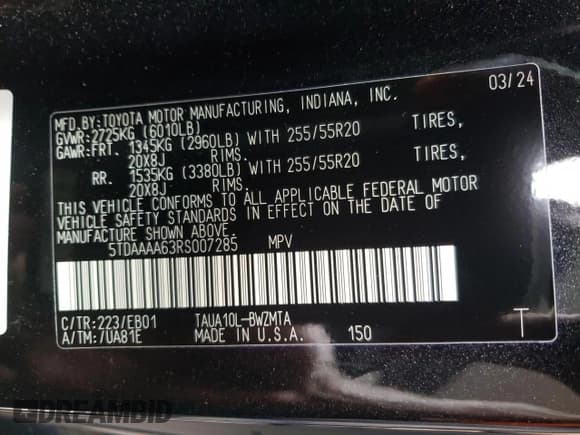 03/24
MFD.BY:TOYOTA MOTOR MANUFACTURING, INDIANA, INC.
GVWR:2725KG (6010LB)
GAWR:FRT. 1345KG (2960LB) WITH 255/55R20 TIRES,
20X8J RIMS.
RR. 1535KG (3380LB) WITH 255/55R20 TIRES,
20X8J RIMS.
THIS VEHICLE CONFORMS TO ALL APPLICABLE FEDERAL MOTOR
VEHICLE SAFETY STANDARDS IN EFFECT ON THE DATE OF
MANUFACTURE SHOWN ABOVE.
5TDAAAA63RS007285 MPV
C/TR:223/EB01 TAUA10L-BWZMTA
A/TM:/UA81E MADE IN U.S.A. 150 T
DREAMBID